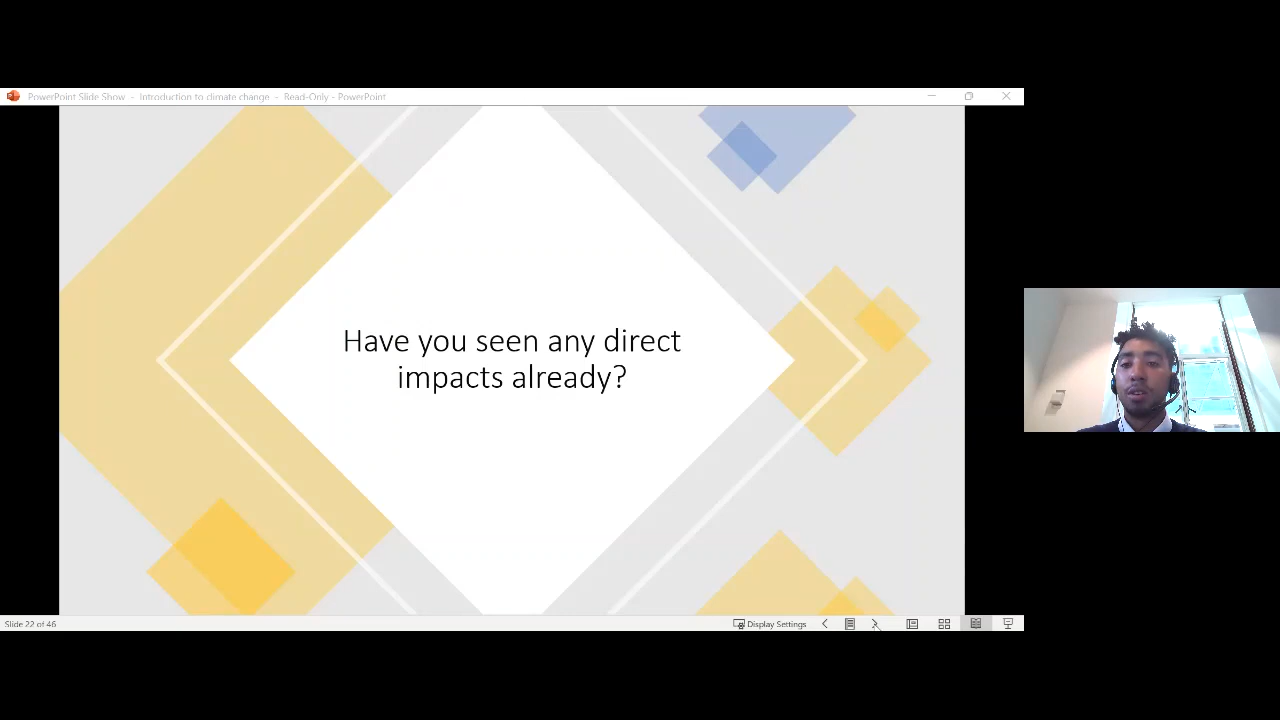 PowerPoint Slide Show - Introduction to climate change - Read-Only - PowerPoint
Have you seen any direct
impacts already?
Slide 22 of 46
Display Settings